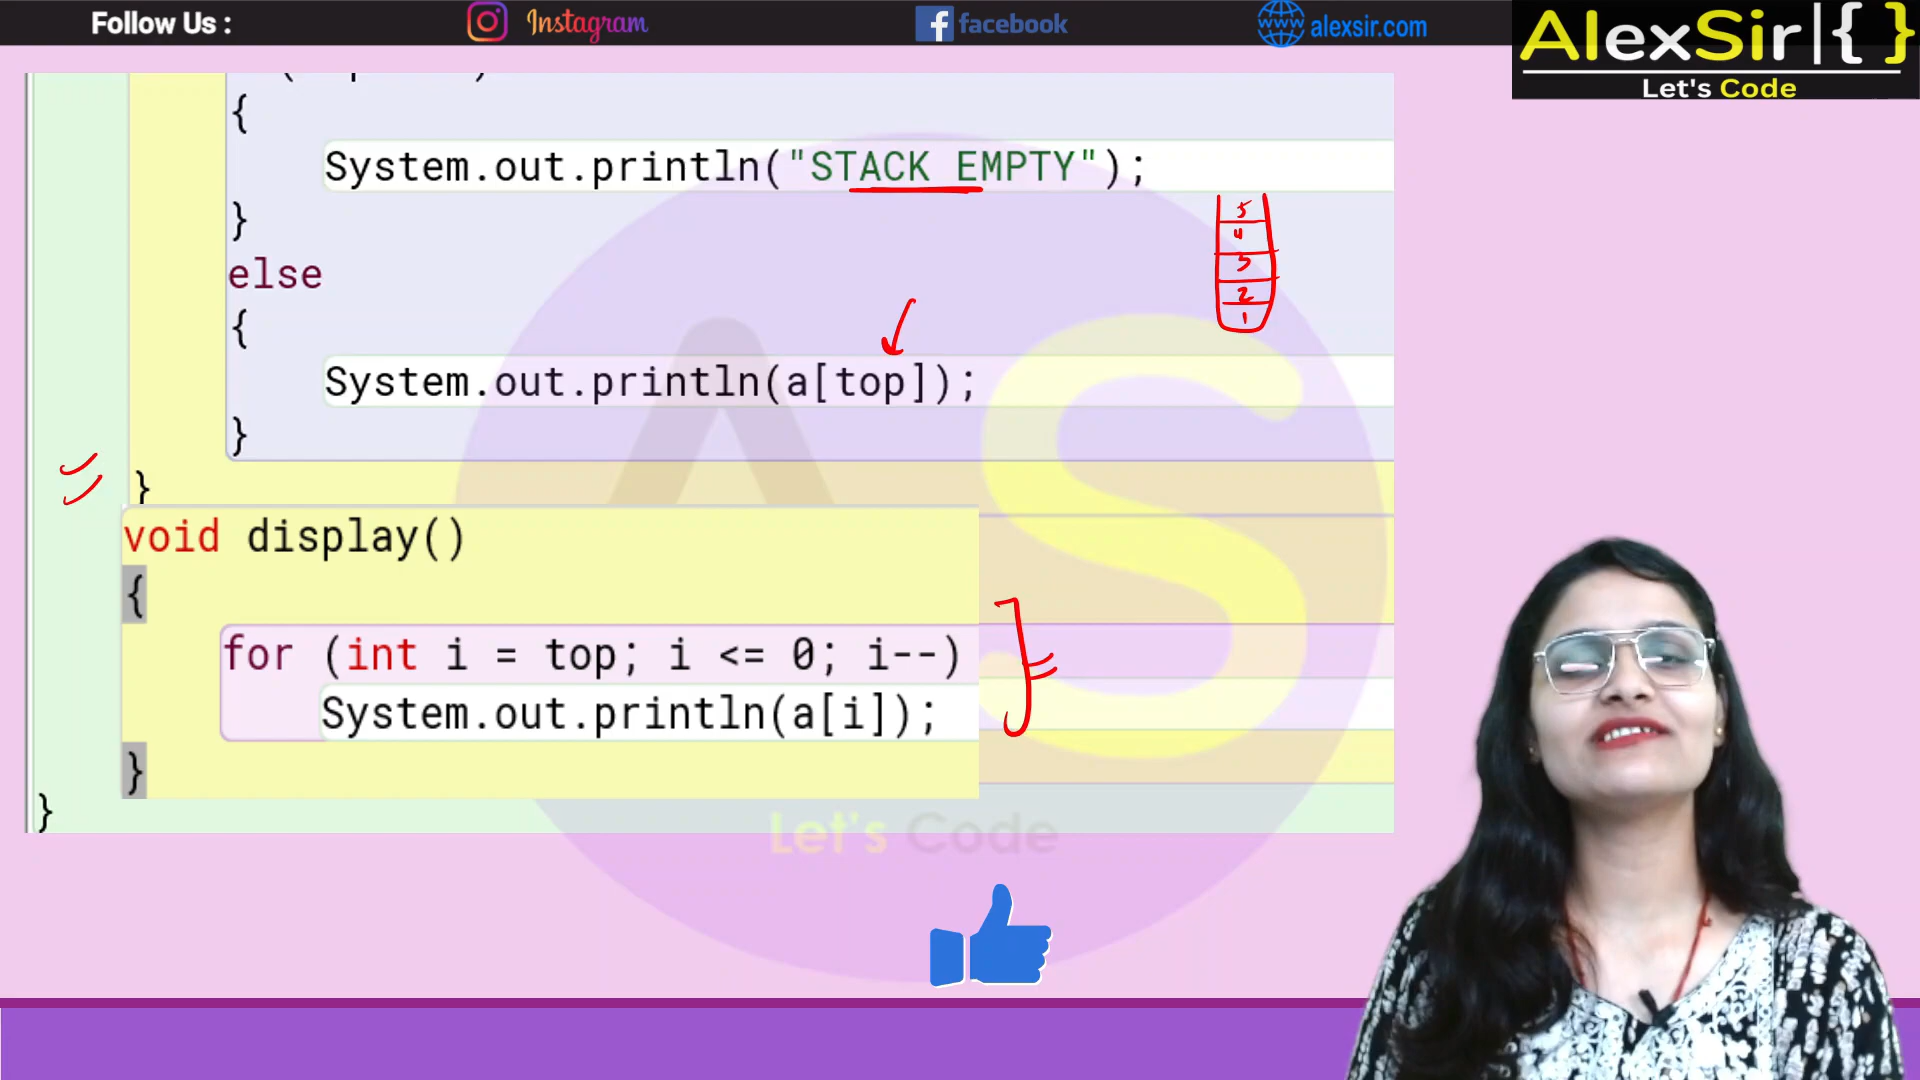 Follow Us :
Instagram
facebook
alexsir.com
AlexSir|{ }
Let's Code
{
System.out.println("STACK EMPTY");
}
else
{
System.out.println(a[top]);
}
}
5
4
3
2
1
void display()
{
for (int i = top; i <= 0; i--)
System.out.println(a[i]);
}
}
Let's Code